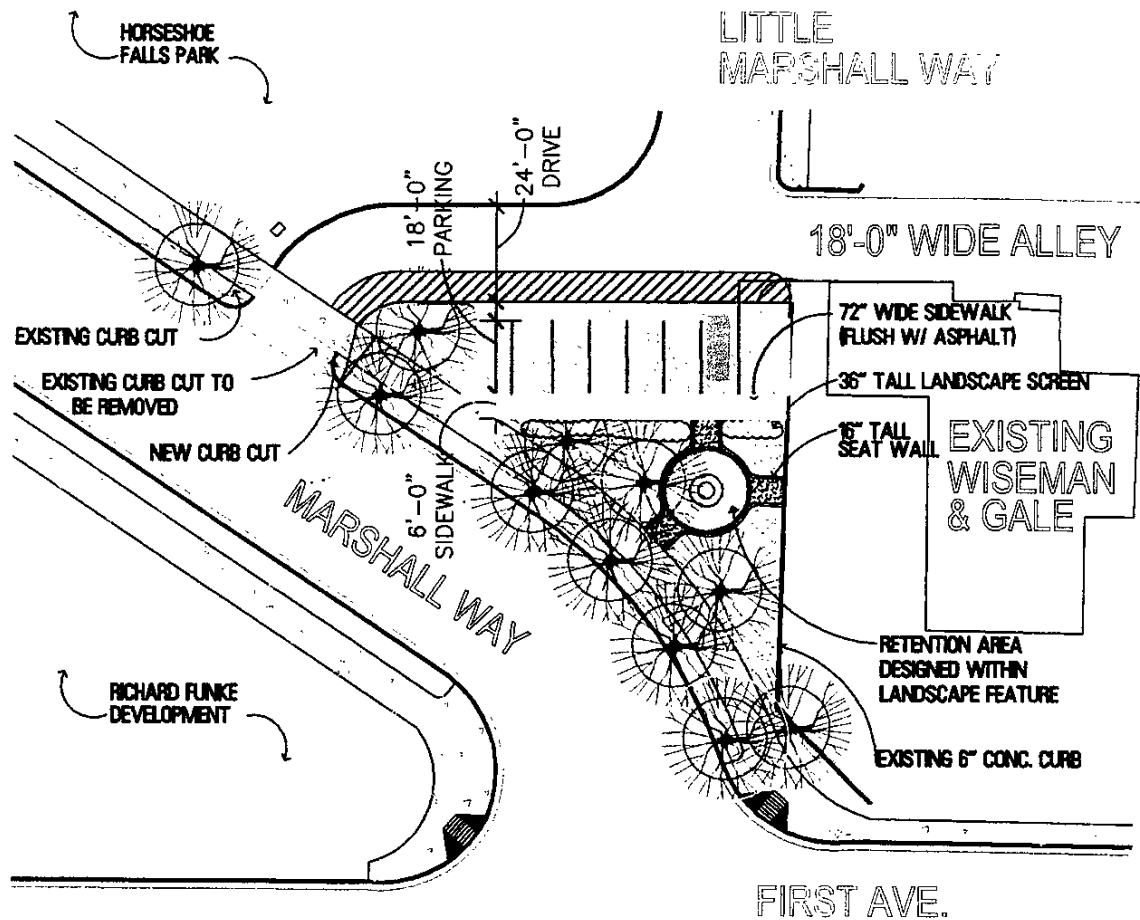 HORSESHOE
FALLS PARK
LITTLE
MARSHALL WAY
18'-0"
PARKING
24'-0"
DRIVE
18'-0" WIDE ALLEY
72" WIDE SIDEWALK
(FLUSH W/ ASPHALT)
EXISTING CURB CUT
EXISTING CURB CUT TO
BE REMOVED
36" TALL LANDSCAPE SCREEN
NEW CURB CUT
16" TALL
SEAT WALL
EXISTING
WISEMAN
& GALE
6'-0"
SIDEWALK
MARSHALL WAY
RETENTION AREA
DESIGNED WITHIN
LANDSCAPE FEATURE
RICHARD FUNKE
DEVELOPMENT
EXISTING 6" CONC. CURB
FIRST AVE.